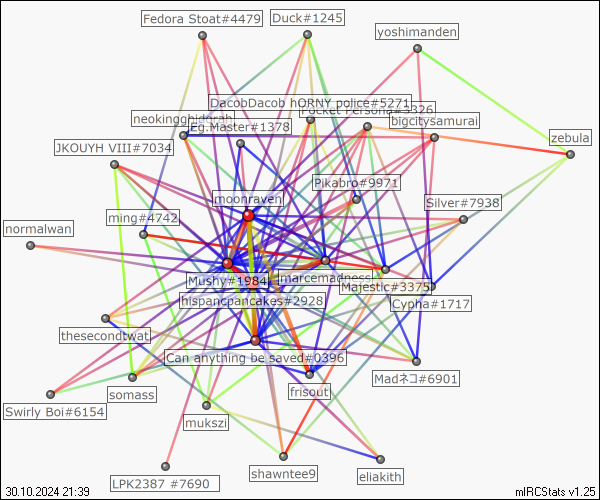 Fedora Stoat#4479
Duck#1245
yoshimanden
DacobDacob hORNY police#5271
neokingghidorah
Eg.Master#1378
bigcitysamurai
zebula
JKOUYH VIII#7034
Pikabro#9971
moonraven
Silver#7938
ming#4742
normalwan
Mushy#1984
marcemadness
Majestic#3375
hispancpancakes#2928
Cypha#1717
thesecondtwat
Can anything be saved#0396
Madネコ#6901
somass
frisout
Swirly Boi#6154
mukszi
shawntee9
eliakith
LPK2387 #7690
30.10.2024 21:39
mIRCStats v1.25